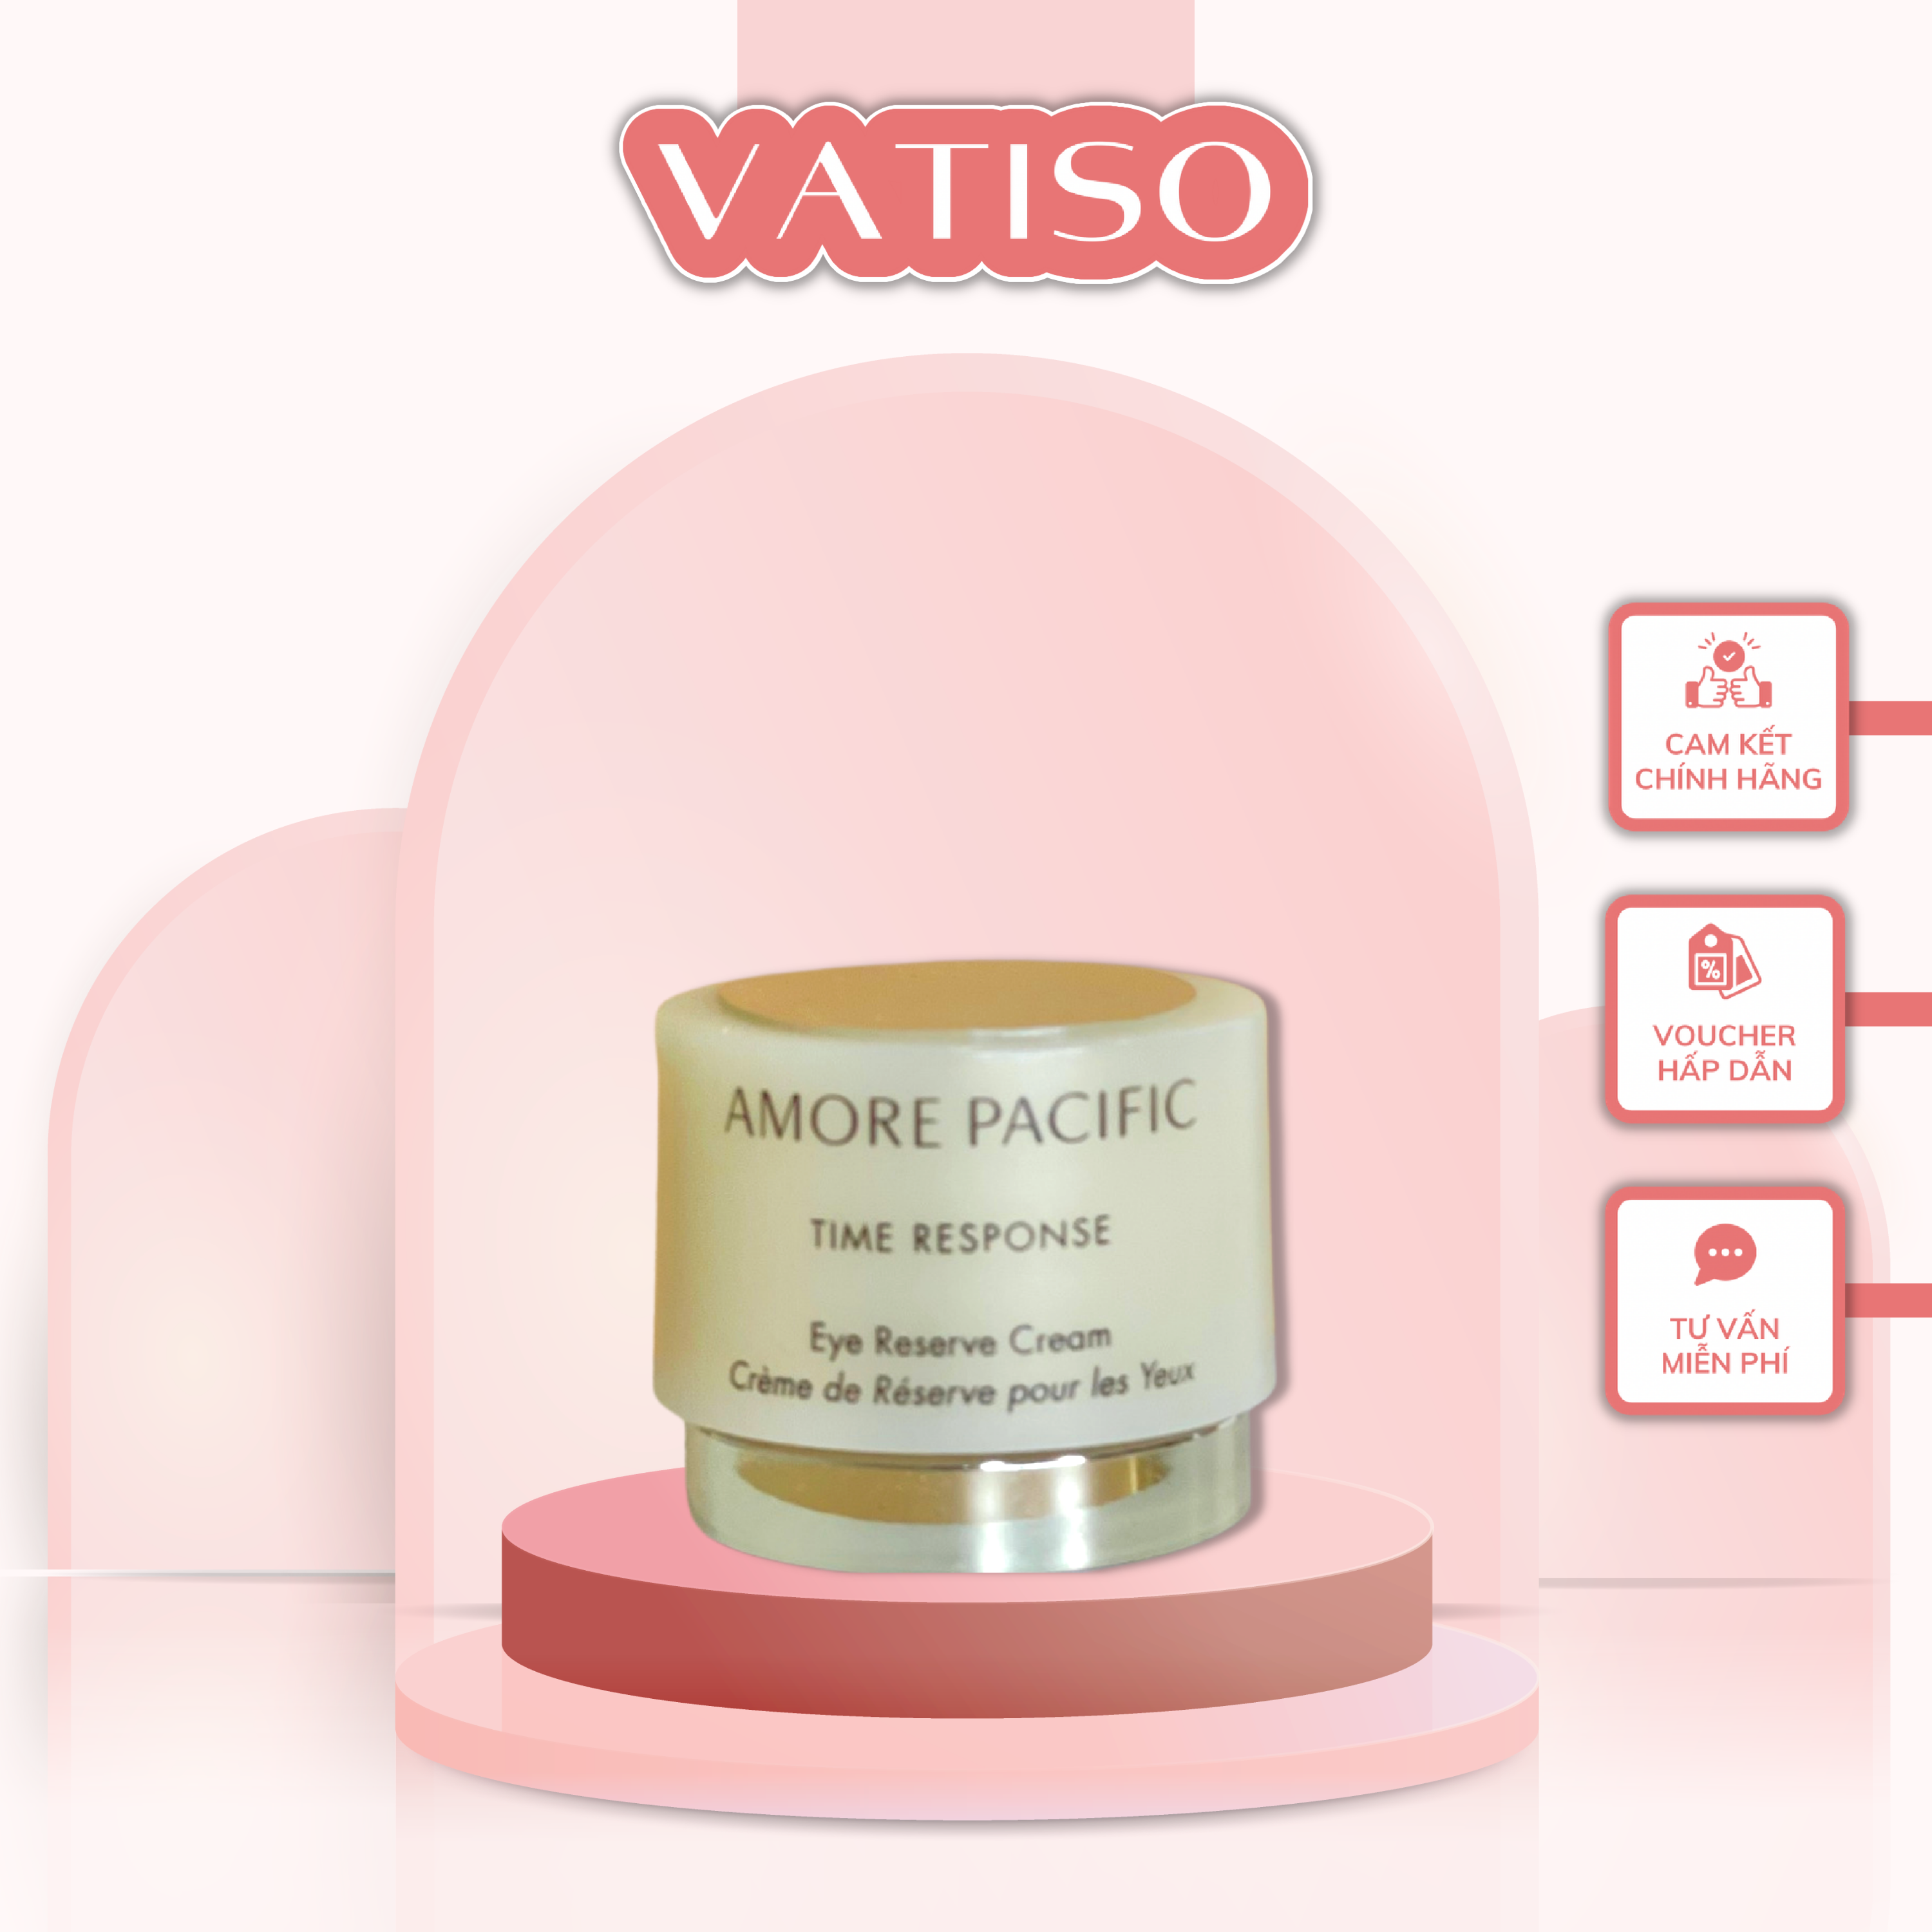 VATISO
CAM KẾT
CHÍNH HÃNG
VOUCHER
HẤP DẪN
TƯ VẤN
MIỄN PHÍ
AMORE PACIFIC
TIME RESPONSE
Eye Reserve Cream
Crème de Réserve pour les Yeux